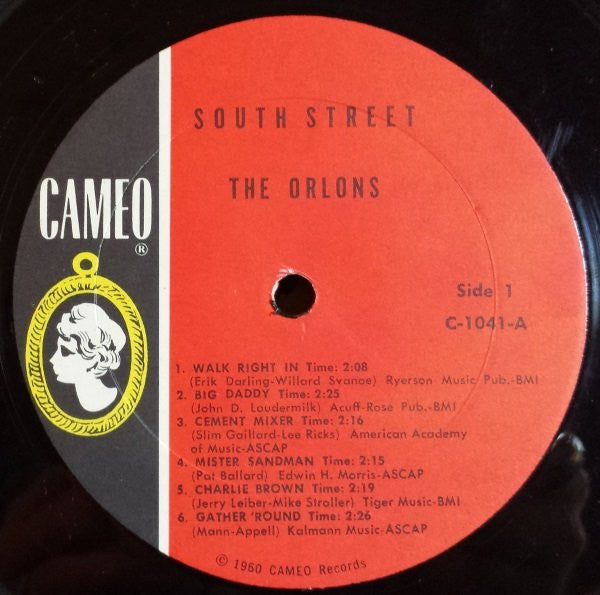 SOUTH STREET
THE ORLONS
CAMEO
®
Side 1
C-1041-A
1. WALK RIGHT IN Time: 2:08
(Erik Darling-Willard Svanoe) Ryerson Music Pub.-BMI
2. BIG DADDY Time: 2:25
(John D. Loudermilk) Acuff-Rose Pub.-BMI
3. CEMENT MIXER Time: 2:16
(Slim Gaillard-Lee Ricks) American Academy
of Music-ASCAP
4. MISTER SANDMAN Time: 2:15
(Pat Ballard) Edwin H. Morris-ASCAP
5. CHARLIE BROWN Time: 2:19
(Jerry Leiber-Mike Stroller) Tiger Music-BMI
6. GATHER 'ROUND Time: 2:26
(Mann-Appell) Kalmann Music-ASCAP
© 1960 CAMEO Records